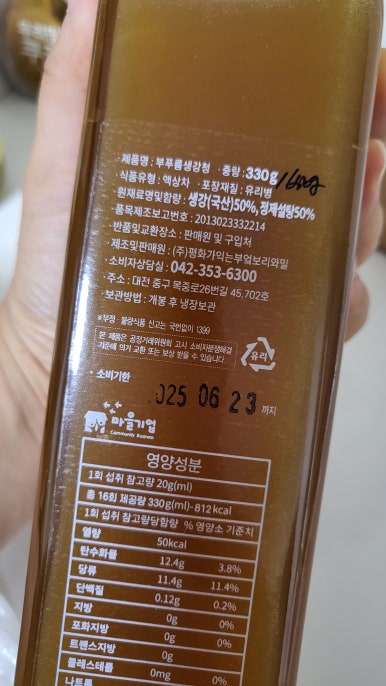 · 제품명 : 부푸름생강청 · 중량 : 330g
· 식품유형 : 액상차 · 포장재질 : 유리병
· 원재료명및함량 : 생강(국산)50%, 정제설탕50%
· 품목제조보고번호 : 2013023332214
· 반품및교환장소 : 판매원 및 구입처
· 제조및판매원 : (주)평화가익는부엌보리와밀
· 소비자상담실 : 042-353-6300
· 주소 : 대전 중구 목중로26번길 45, 702호
· 보관방법 : 개봉 후 냉장보관
※부정 · 불량식품 신고는 국번없이 1399
본 제품은 공정거래위원회 고시 소비자분쟁해결
기준에 의거 교환 또는 보상 받을 수 있습니다
유리
· 소비기한
025 06 23 까지
마을기업
Community Business
영양성분
1회 섭취 참고량 20g(ml)
총 16회 제공량 330g(ml)-812kcal
1회 섭취 참고량당함량 % 영양소 기준치
열량 50kcal
탄수화물 12.4g 3.8%
당류 11.4g 11.4%
단백질 0.12g 0.2%
지방 0g 0%
포화지방 0g 0%
트랜스지방 0g
콜레스테롤 0mg 0%
나트륨